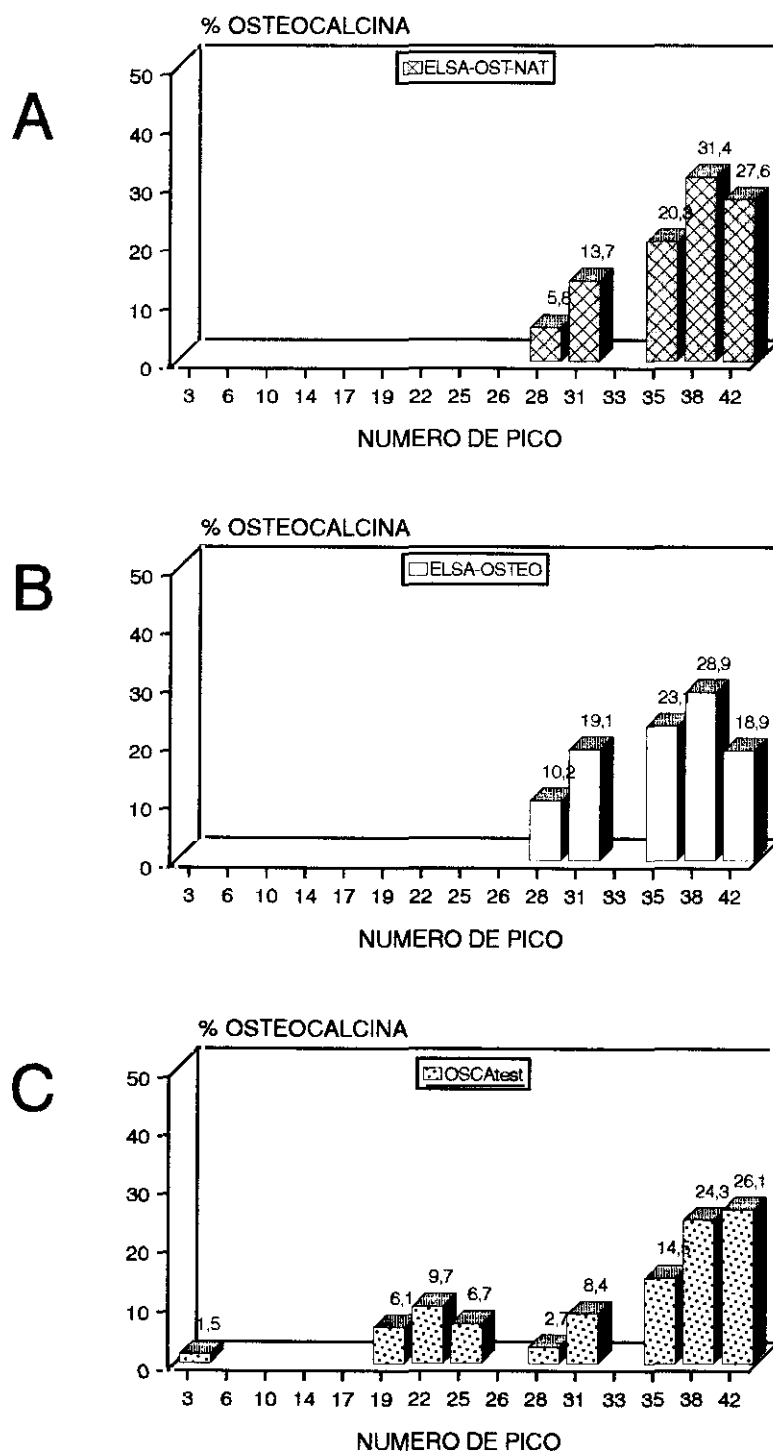 A
% OSTEOCALCINA
ELSA-OST-NAT
50
40
30
20
10
0
5,8
13,7
20,3
31,4
27,6
3 6 10 14 17 19 22 25 26 28 31 33 35 38 42
NUMERO DE PICO
B
% OSTEOCALCINA
ELSA-OSTEO
50
40
30
20
10
0
10,2
19,1
23,1
28,9
18,9
3 6 10 14 17 19 22 25 26 28 31 33 35 38 42
NUMERO DE PICO
C
% OSTEOCALCINA
OSCAtest
50
40
30
20
10
0
1,5
6,1
9,7
6,7
2,7
8,4
14,5
24,3
26,1
3 6 10 14 17 19 22 25 26 28 31 33 35 38 42
NUMERO DE PICO